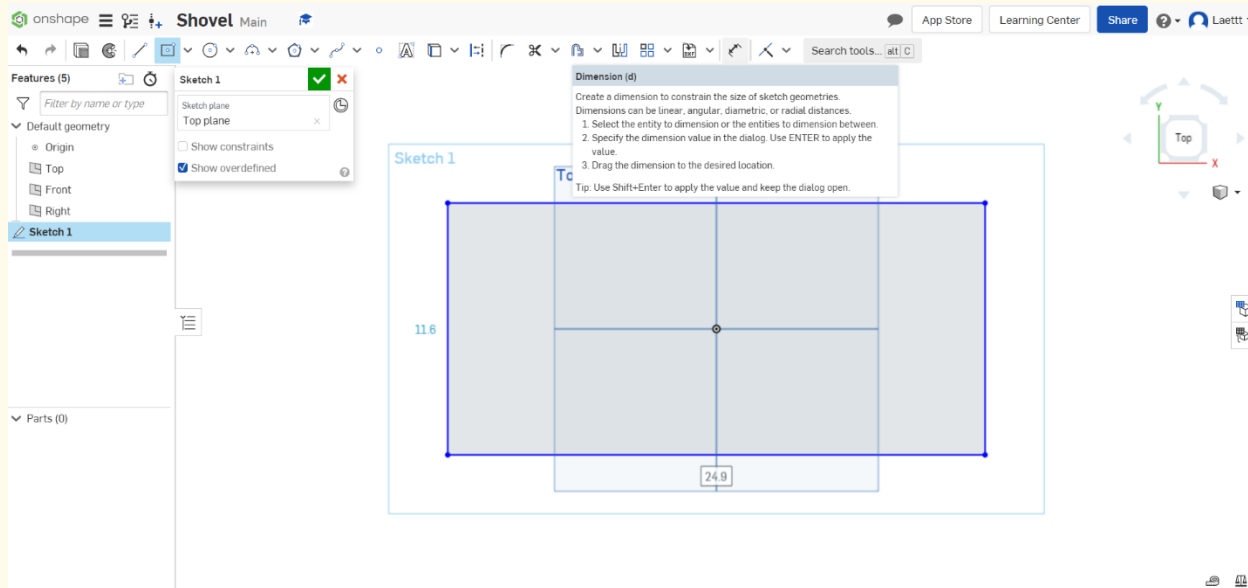 onshape Shovel Main App Store Learning Center Share Laettt
Search tools... alt C
Features (5)
Filter by name or type
Default geometry
Origin
Top
Front
Right
Sketch 1
Parts (0)
Sketch 1
Sketch plane
Top plane
Show constraints
Show overdefined
Dimension (d)
Create a dimension to constrain the size of sketch geometries.
Dimensions can be linear, angular, diametric, or radial distances.
1. Select the entity to dimension or the entities to dimension between.
2. Specify the dimension value in the dialog. Use ENTER to apply the
value.
3. Drag the dimension to the desired location.
Tip: Use Shift+Enter to apply the value and keep the dialog open.
Sketch 1
11.6
24.9
Y
Top
X